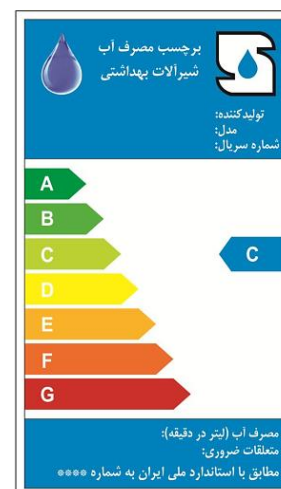 برچسب مصرف آب
شیرآلات بهداشتی
تولیدکننده:
مدل:
شماره سریال:
A
B
C
C
D
E
F
G
مصرف آب (لیتر در دقیقه):
متعلقات ضروری:
مطابق با استاندارد ملی ایران به شماره ****